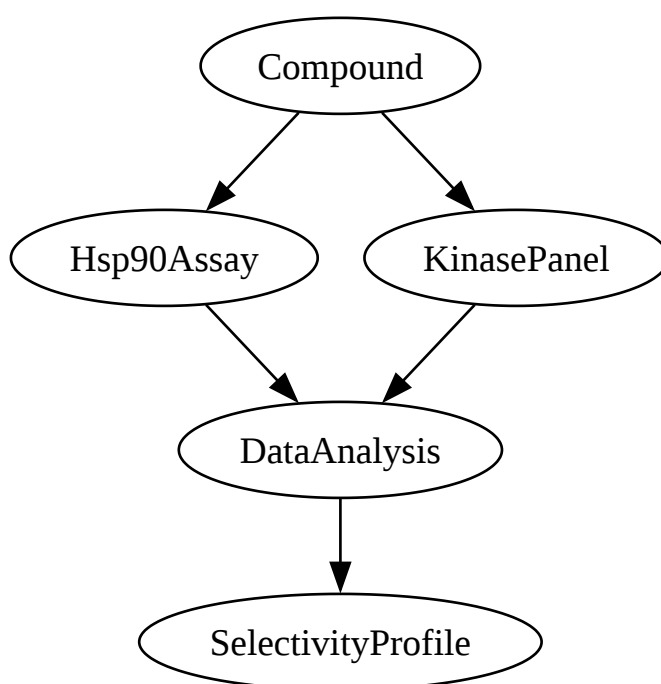 Compound
Hsp90Assay
KinasePanel
DataAnalysis
SelectivityProfile